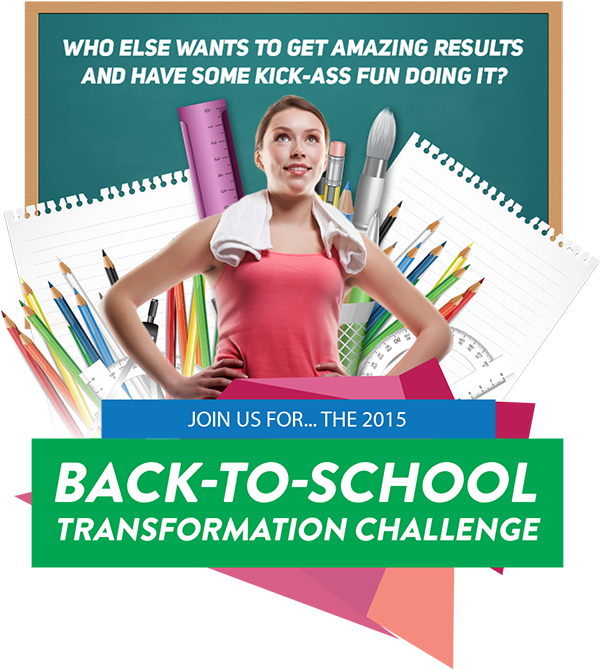 WHO ELSE WANTS TO GET AMAZING RESULTS
AND HAVE SOME KICK-ASS FUN DOING IT?
JOIN US FOR... THE 2015
BACK-TO-SCHOOL
TRANSFORMATION CHALLENGE